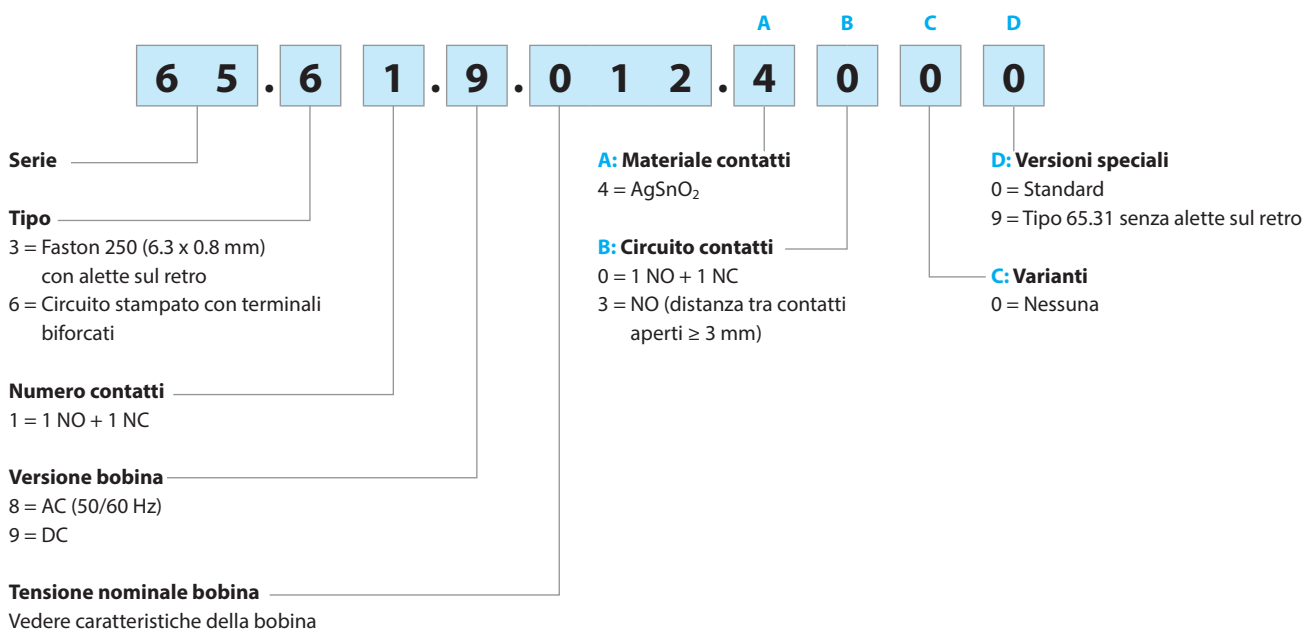 A B C D
6 5 . 6 1 . 9 . 0 1 2 . 4 0 0 0
Serie
Tipo
3 = Faston 250 (6.3 x 0.8 mm)
con alette sul retro
6 = Circuito stampato con terminali
biforcati
Numero contatti
1 = 1 NO + 1 NC
Versione bobina
8 = AC (50/60 Hz)
9 = DC
Tensione nominale bobina
Vedere caratteristiche della bobina
A: Materiale contatti
4 = AgSnO₂
B: Circuito contatti
0 = 1 NO + 1 NC
3 = NO (distanza tra contatti
aperti ≥ 3 mm)
D: Versioni speciali
0 = Standard
9 = Tipo 65.31 senza alette sul retro
C: Varianti
0 = Nessuna